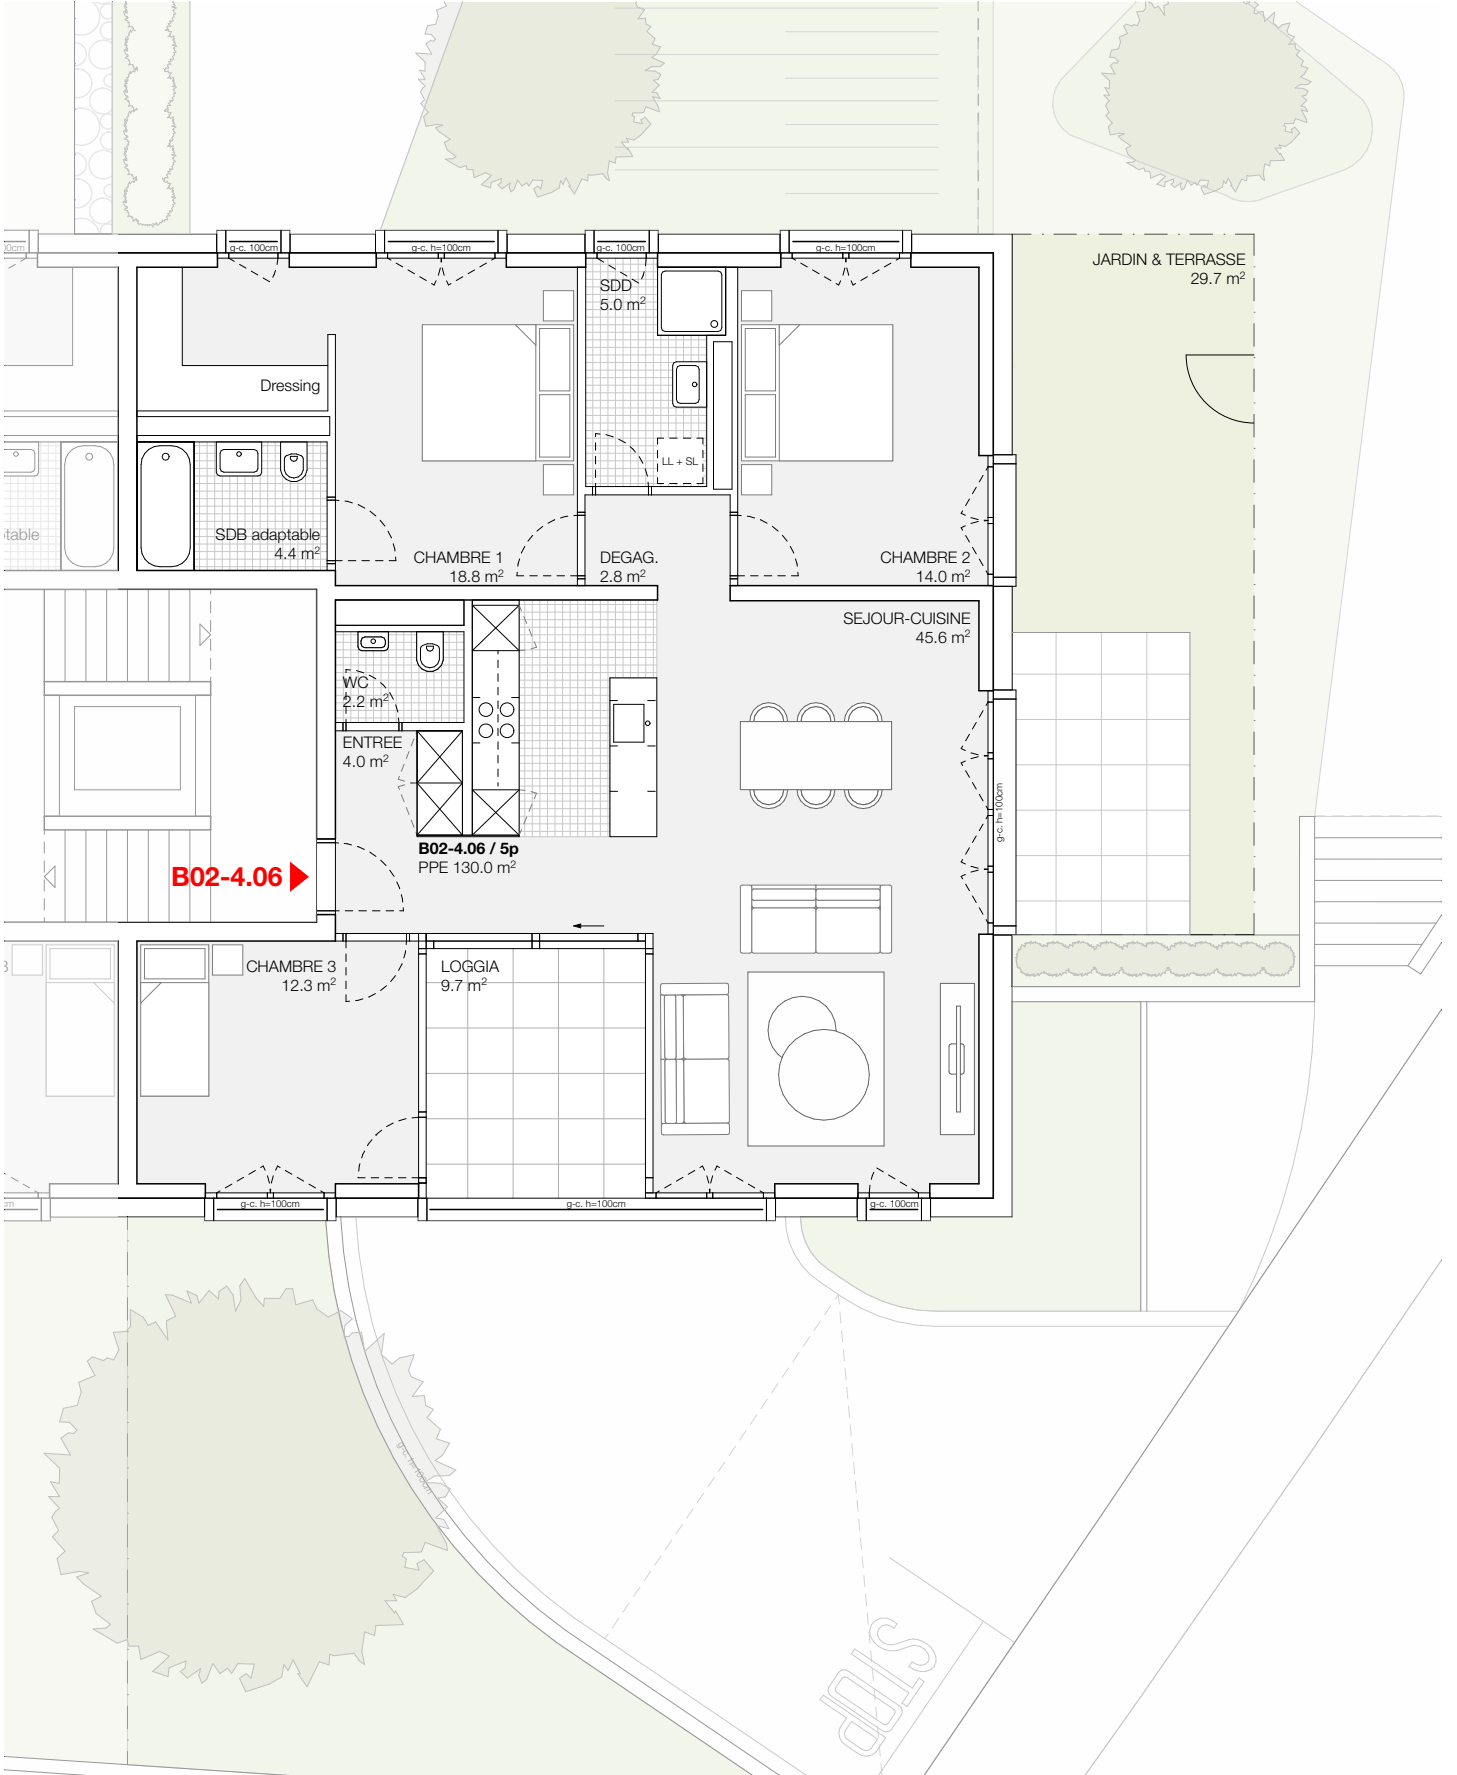 g-c. 100cm
g-c. h=100cm
g-c. 100cm
g-c. h=100cm
JARDIN & TERRASSE
29.7 m²
SDD
5.0 m²
Dressing
LL + SL
SDB adaptable
4.4 m²
CHAMBRE 1
18.8 m²
DEGAG.
2.8 m²
CHAMBRE 2
14.0 m²
SEJOUR-CUISINE
45.6 m²
WC
2.2 m²
ENTREE
4.0 m²
g-c. h=100cm
B02-4.06 / 5p
PPE 130.0 m²
B02-4.06
CHAMBRE 3
12.3 m²
LOGGIA
9.7 m²
g-c. h=100cm
g-c. h=100cm
g-c. 100cm
g-c. h=100cm
STOP